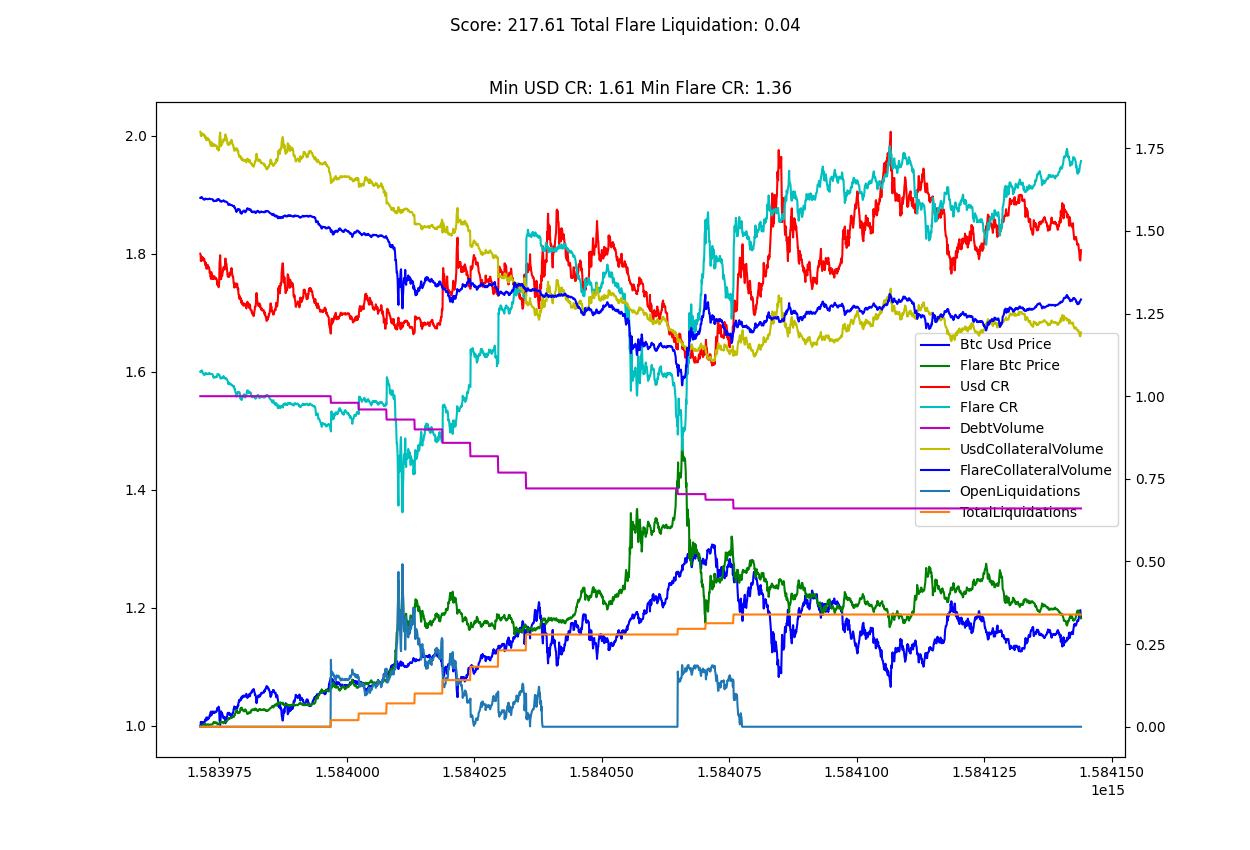 Score: 217.61 Total Flare Liquidation: 0.04
Min USD CR: 1.61 Min Flare CR: 1.36
2.0
1.8
1.6
1.4
1.2
1.0
1.75
1.50
1.25
1.00
0.75
0.50
0.25
0.00
Btc Usd Price
Flare Btc Price
Usd CR
Flare CR
DebtVolume
UsdCollateralVolume
FlareCollateralVolume
OpenLiquidations
TotalLiquidations
1.583975 1.584000 1.584025 1.584050 1.584075 1.584100 1.584125 1.584150
1e15